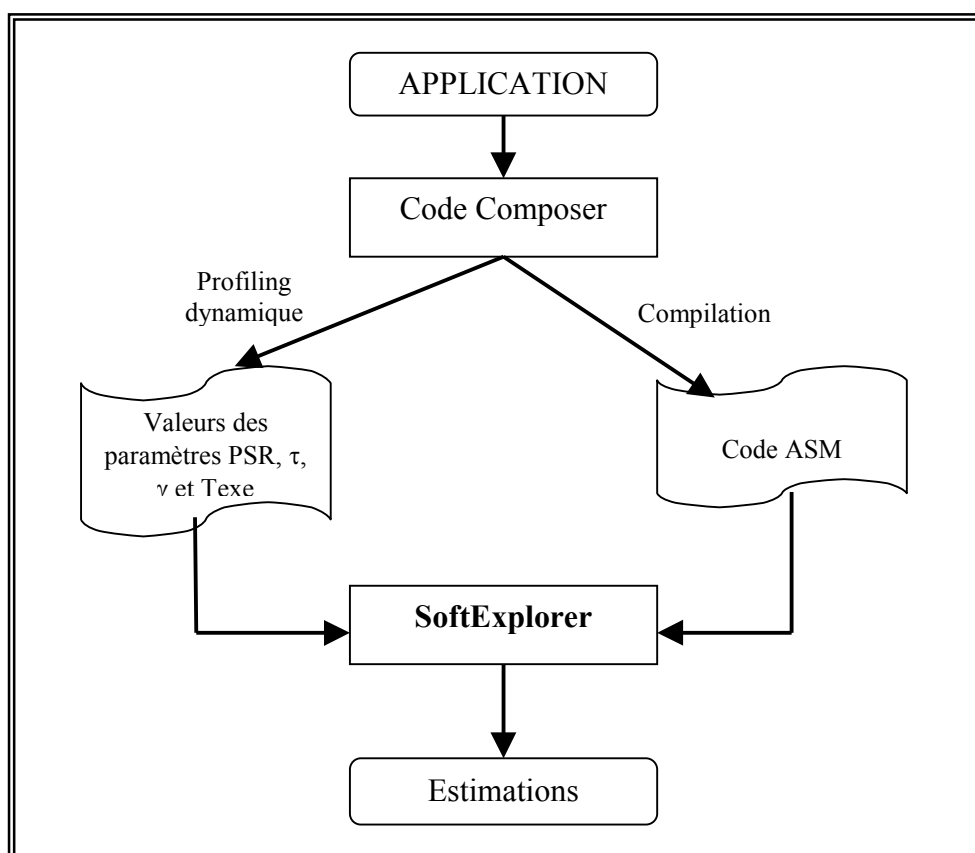 APPLICATION
Code Composer
Profiling
dynamique
Compilation
Valeurs des
paramètres PSR, τ,
γ et Texe
Code ASM
SoftExplorer
Estimations